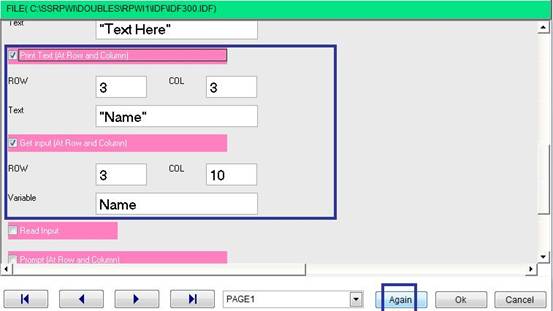 FILE( C:\SSRPWI\DOUBLES\RPWI1\IDF\IDF300.IDF)
Text "Text Here"
Print Text (At Row and Column)
ROW 3 COL 3
Text "Name"
Get input (At Row and Column)
ROW 3 COL 10
Variable Name
Read Input
Prompt (At Row and Column)
PAGE1 Again Ok Cancel